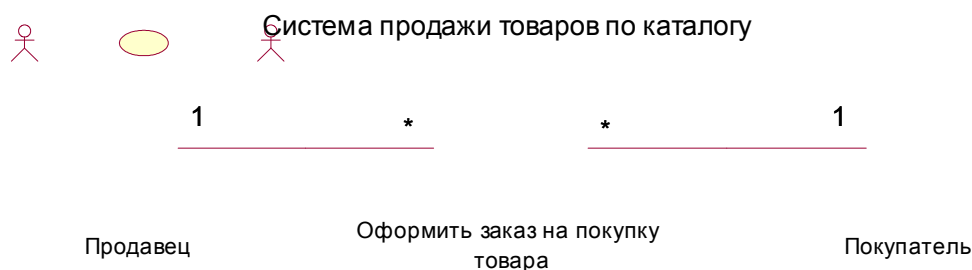 Система продажи товаров по каталогу
1 * * 1
Продавец
Оформить заказ на покупку
товара
Покупатель